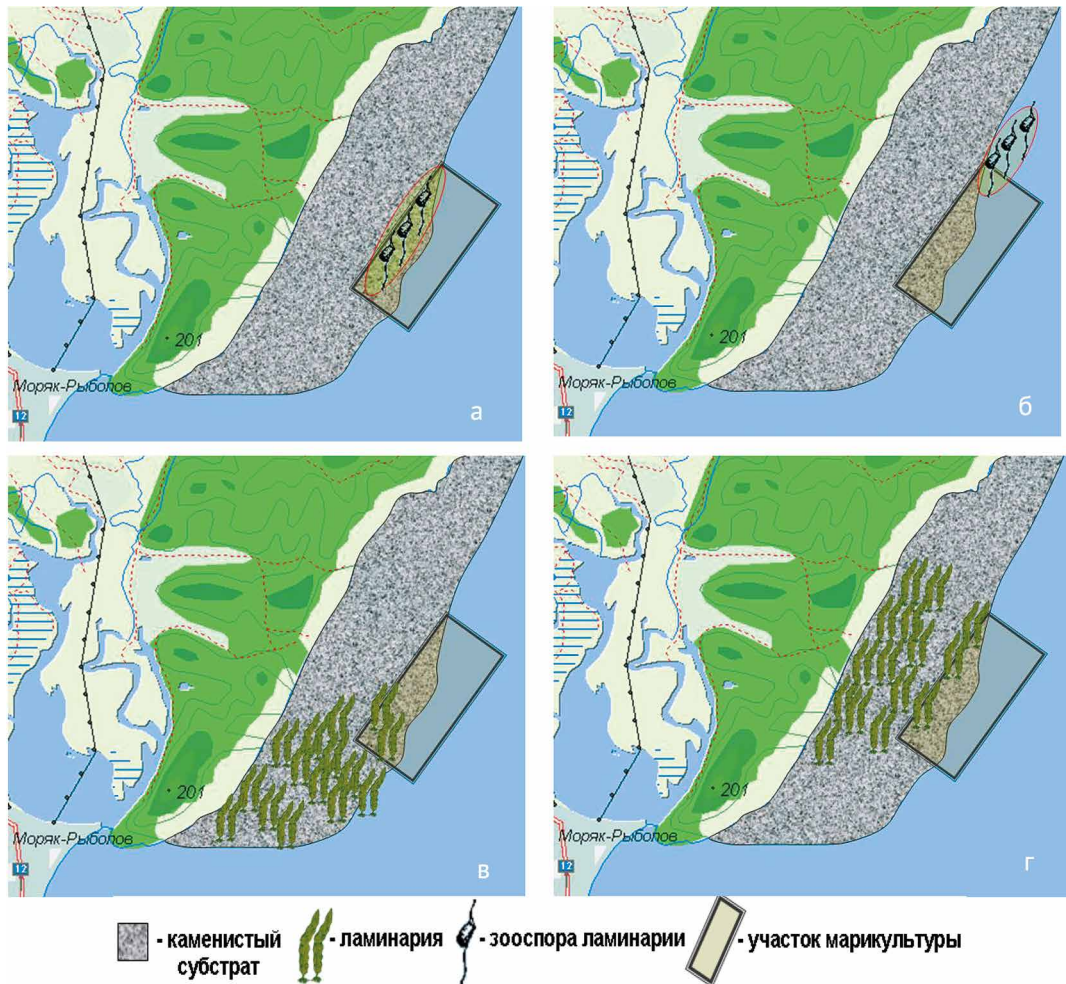 201
Моряк-Рыболов
12
а
201
Моряк-Рыболов
12
б
201
Моряк-Рыболов
12
в
201
Моряк-Рыболов
12
г
- каменистый субстрат
- ламинария
- зооспора ламинарии
- участок марикультуры